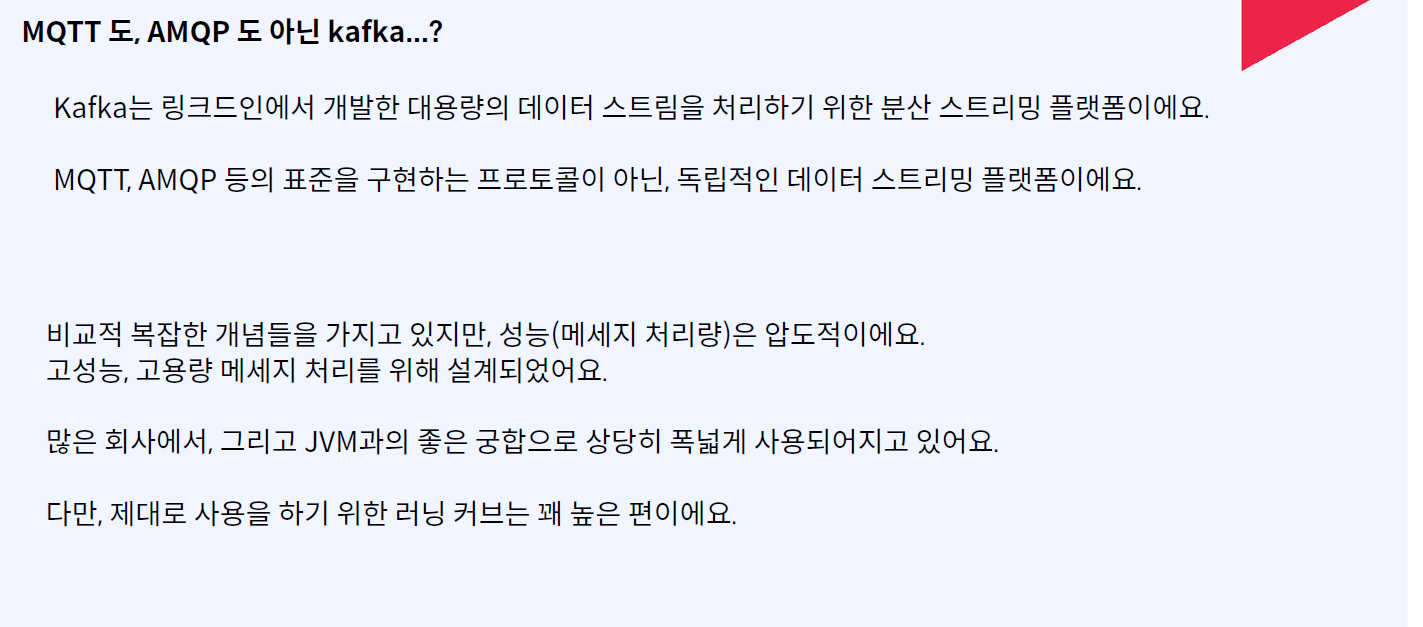 MQTT 도, AMQP 도 아닌 kafka...?
Kafka는 링크드인에서 개발한 대용량의 데이터 스트림을 처리하기 위한 분산 스트리밍 플랫폼이에요.
MQTT, AMQP 등의 표준을 구현하는 프로토콜이 아닌, 독립적인 데이터 스트리밍 플랫폼이에요.
비교적 복잡한 개념들을 가지고 있지만, 성능(메세지 처리량)은 압도적이에요.
고성능, 고용량 메세지 처리를 위해 설계되었어요.
많은 회사에서, 그리고 JVM과의 좋은 궁합으로 상당히 폭넓게 사용되어지고 있어요.
다만, 제대로 사용을 하기 위한 러닝 커브는 꽤 높은 편이에요.